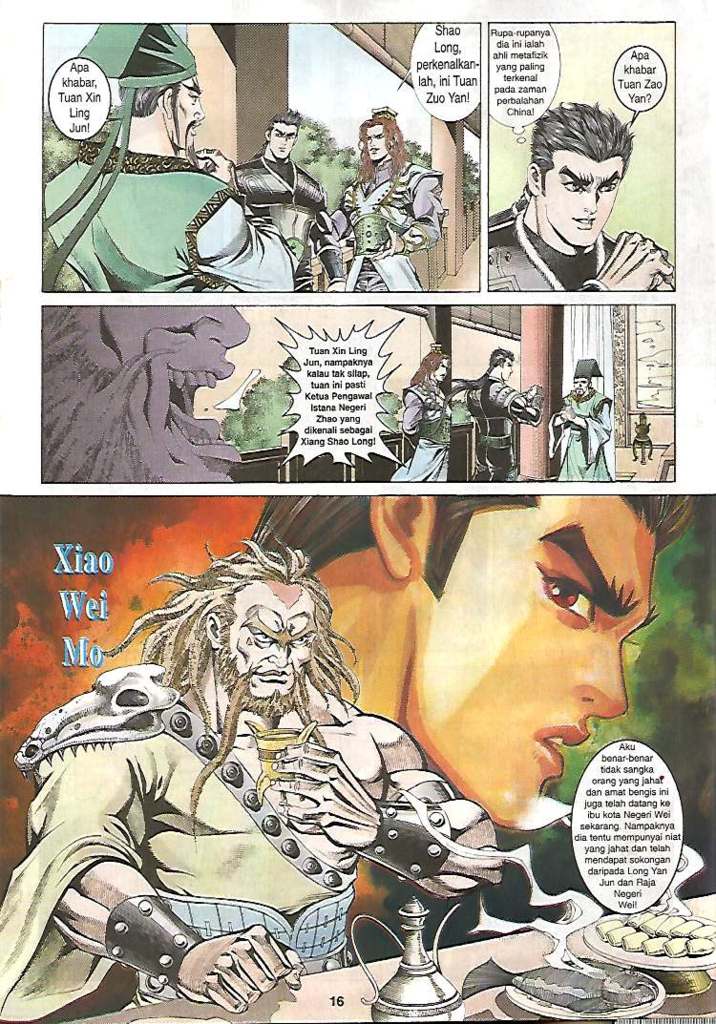 Apa
khabar,
Tuan Xin
Ling
Jun!
Shao
Long,
perkenalkan-
lah, ini Tuan
Zuo Yan!
Rupa-rupanya
dia ini ialah
ahli metafizik
yang paling
terkenal
pada zaman
perbalahan
China!
Apa
khabar
Tuan Zao
Yan?
Tuan Xin Ling
Jun, nampaknya
kalau tak silap,
tuan ini pasti
Ketua Pengawal
Istana Negeri
Zhao yang
dikenali sebagai
Xiang Shao Long!
Xiao
Wei
Mo
Aku
benar-benar
tidak sangka
orang yang jahat
dan amat bengis ini
juga telah datang ke
ibu kota Negeri Wei
sekarang. Nampaknya
dia tentu mempunyai niat
yang jahat dan telah
mendapat sokongan
daripada Long Yan
Jun dan Raja
Negeri
Wei!
16